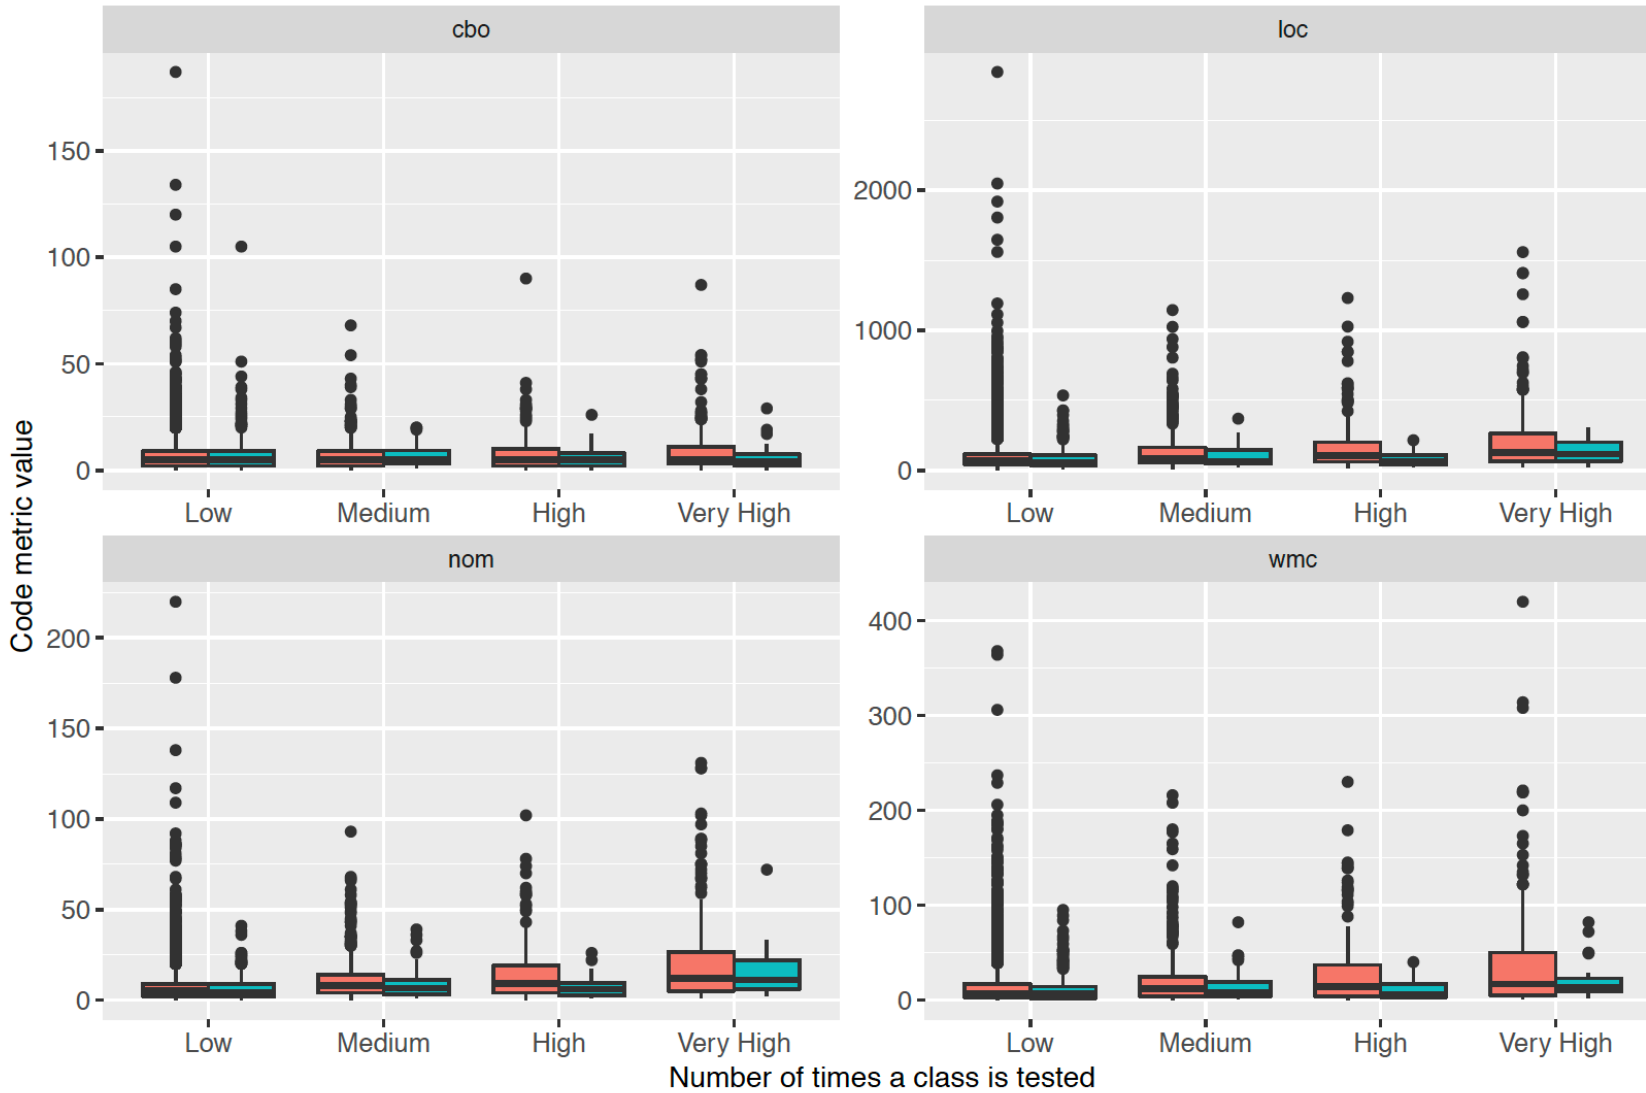 cbo
loc
150
100
50
0
2000
1000
0
Low Medium High Very High
Low Medium High Very High
Code metric value
nom
wmc
200
150
100
50
0
400
300
200
100
0
Low Medium High Very High
Low Medium High Very High
Number of times a class is tested